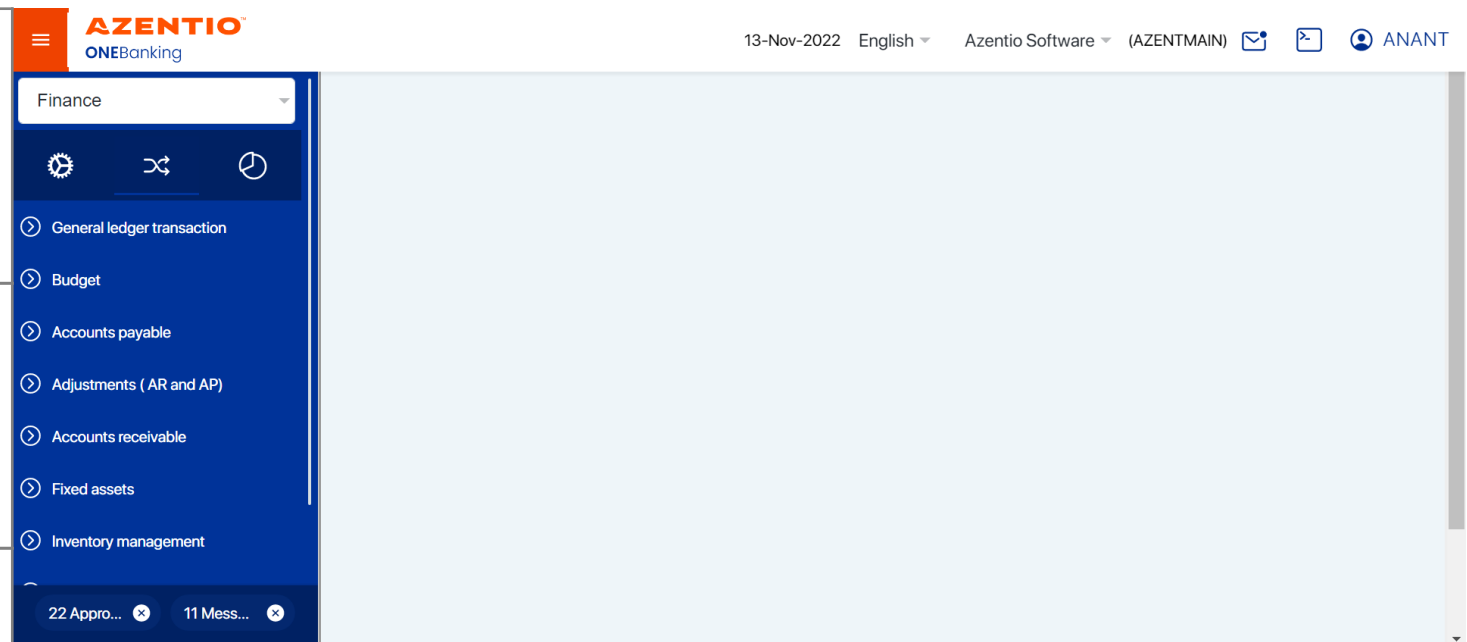 AZENTIO™
ONEBanking
13-Nov-2022 English Azentio Software (AZENTMAIN) ANANT
Finance
General ledger transaction
Budget
Accounts payable
Adjustments ( AR and AP)
Accounts receivable
Fixed assets
Inventory management
22 Appro... 11 Mess...